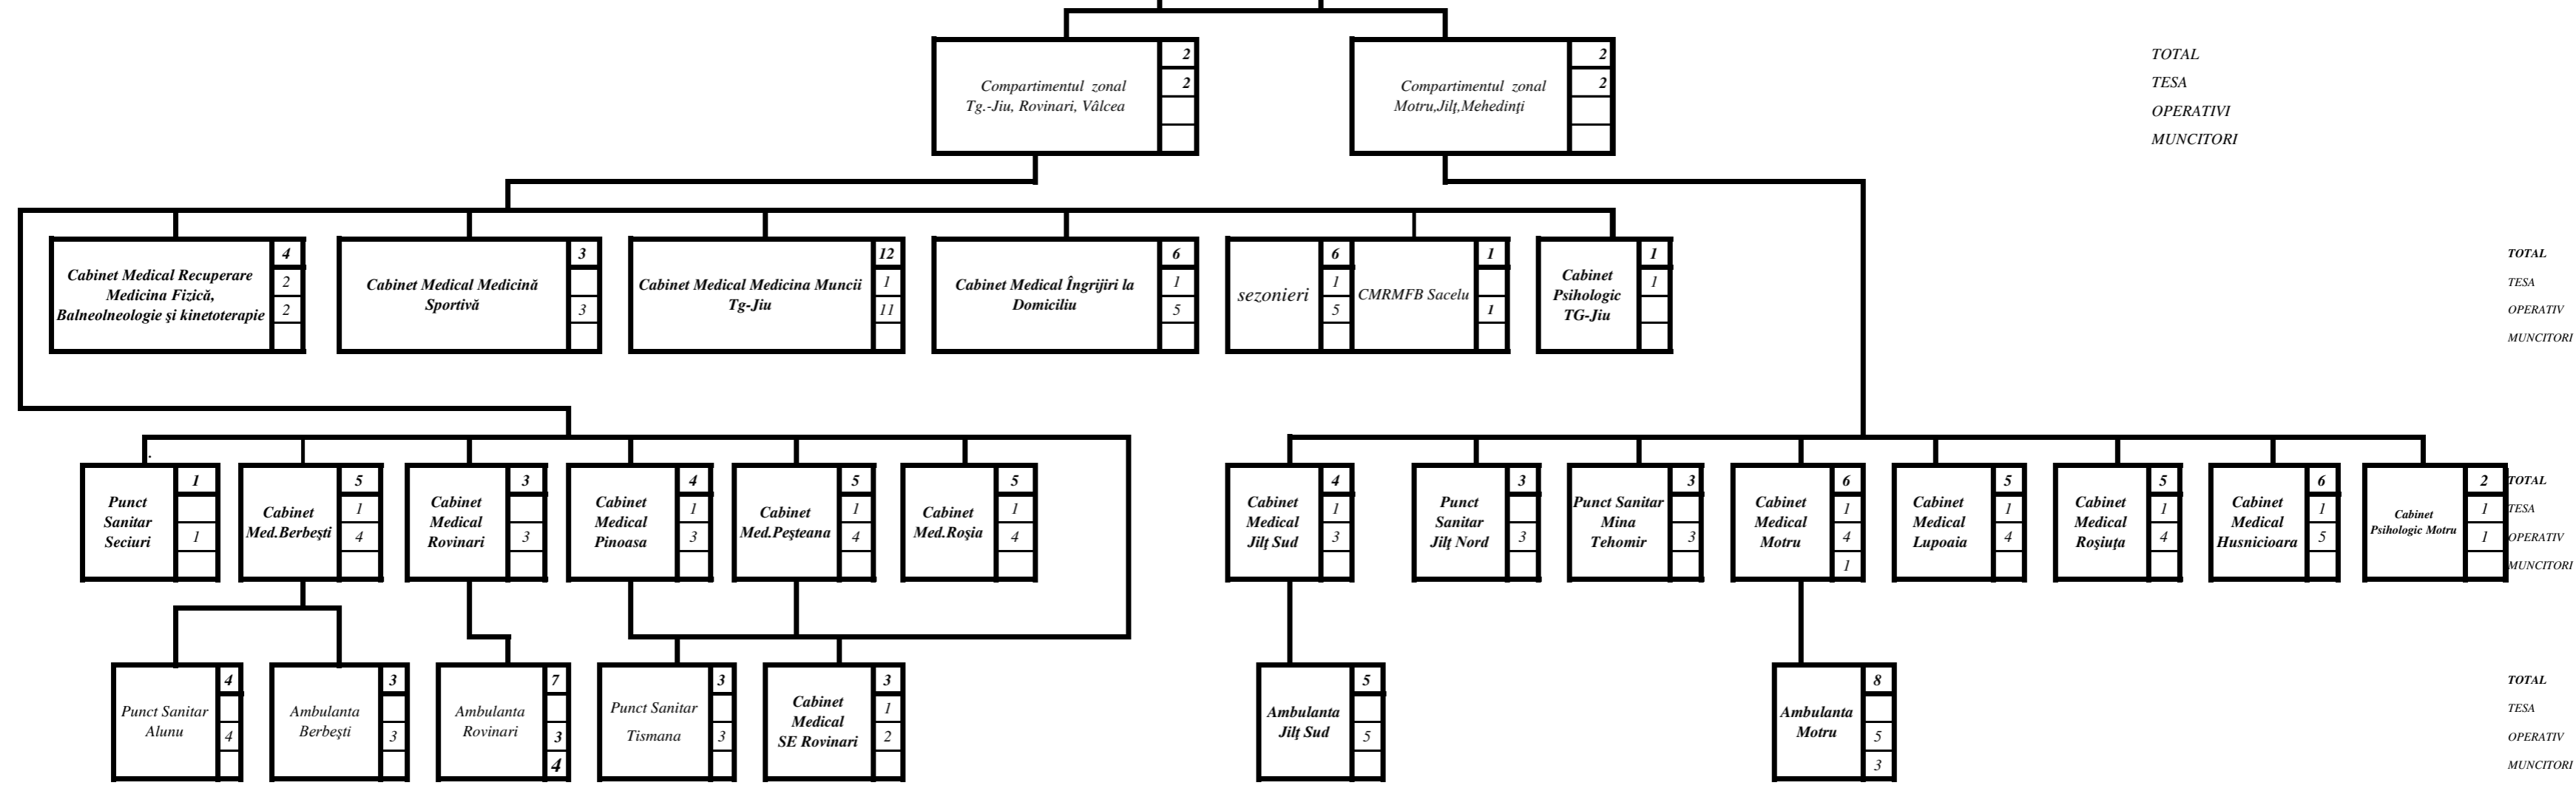 Compartimentul zonal
Tg.-Jiu, Rovinari, Vâlcea
2
2
Compartimentul zonal
Motru,Jilţ,Mehedinţi
2
2
TOTAL
TESA
OPERATIVI
MUNCITORI
Cabinet Medical Recuperare
Medicina Fizică,
Balneolneologie şi kinetoterapie
4
2
2
Cabinet Medical Medicină
Sportivă
3
3
Cabinet Medical Medicina Muncii
Tg-Jiu
12
1
11
Cabinet Medical Îngrijiri la
Domiciliu
6
1
5
sezonieri
6
1
5
CMRMFB Sacelu
1
1
Cabinet
Psihologic
TG-Jiu
1
1
TOTAL
TESA
OPERATIV
MUNCITORI
.
Punct
Sanitar
Seciuri
1
1
Cabinet
Med.Berbeşti
5
1
4
Cabinet
Medical
Rovinari
3
3
Cabinet
Medical
Pinoasa
4
1
3
Cabinet
Med.Peşteana
5
1
4
Cabinet
Med.Roşia
5
1
4
Cabinet
Medical
Jilţ Sud
4
1
3
Punct
Sanitar
Jilţ Nord
3
3
Punct Sanitar
Mina
Tehomir
3
3
Cabinet
Medical
Motru
6
1
4
1
Cabinet
Medical
Lupoaia
5
1
4
Cabinet
Medical
Roşiuţa
5
1
4
Cabinet
Medical
Husnicioara
6
1
5
Cabinet
Psihologic Motru
2
1
1
TOTAL
TESA
OPERATIV
MUNCITORI
Punct Sanitar
Alunu
4
4
Ambulanta
Berbeşti
3
3
Ambulanta
Rovinari
7
3
4
Punct Sanitar
Tismana
3
3
Cabinet
Medical
SE Rovinari
3
1
2
Ambulanta
Jilţ Sud
5
5
Ambulanta
Motru
8
5
3
TOTAL
TESA
OPERATIV
MUNCITORI